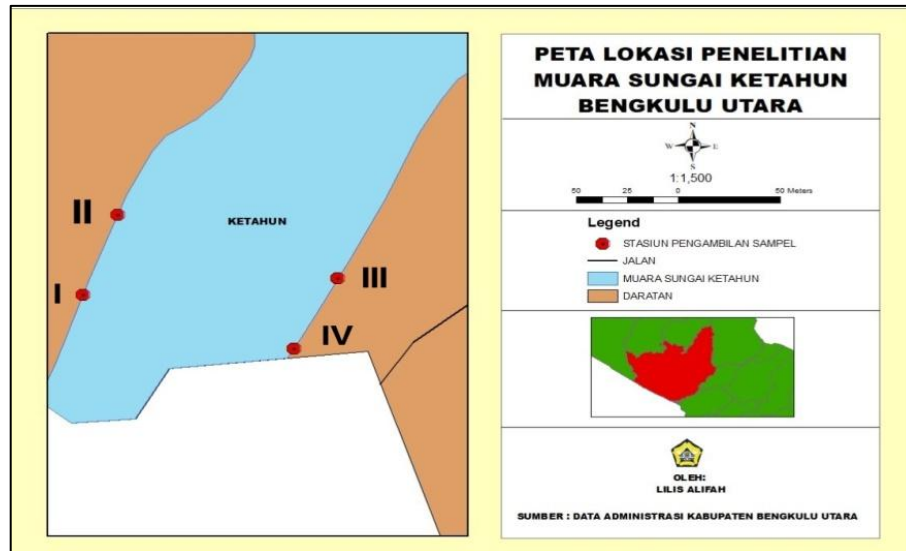 II
KETAHUN
I
III
IV
PETA LOKASI PENELITIAN
MUARA SUNGAI KETAHUN
BENGKULU UTARA
N
W E
S
1:1,500
50 25 0 50 Meters
Legend
STASIUN PENGAMBILAN SAMPEL
JALAN
MUARA SUNGAI KETAHUN
DARATAN
OLEH:
LILIS ALIFAH
SUMBER : DATA ADMINISTRASI KABUPATEN BENGKULU UTARA